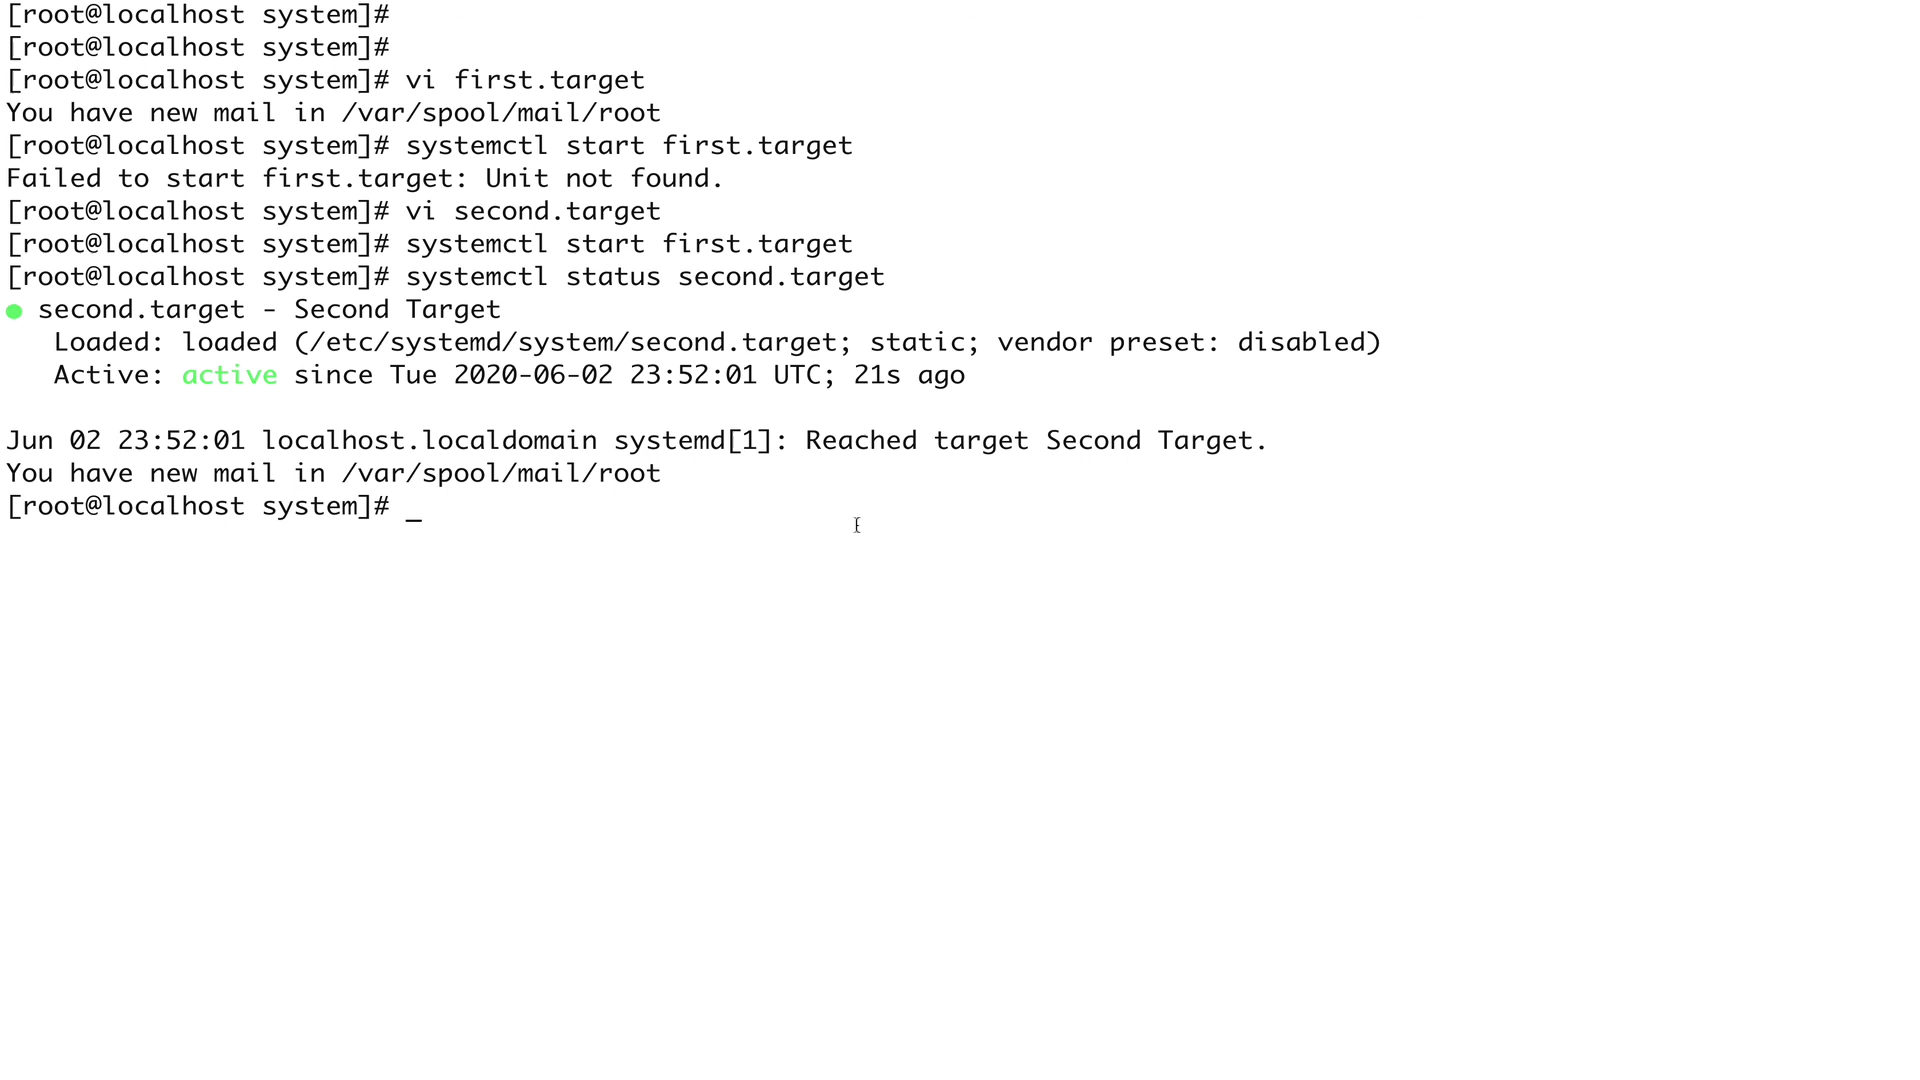 [root@localhost system]#
[root@localhost system]#
[root@localhost system]# vi first.target
You have new mail in /var/spool/mail/root
[root@localhost system]# systemctl start first.target
Failed to start first.target: Unit not found.
[root@localhost system]# vi second.target
[root@localhost system]# systemctl start first.target
[root@localhost system]# systemctl status second.target
● second.target - Second Target
   Loaded: loaded (/etc/systemd/system/second.target; static; vendor preset: disabled)
   Active: active since Tue 2020-06-02 23:52:01 UTC; 21s ago

Jun 02 23:52:01 localhost.localdomain systemd[1]: Reached target Second Target.
You have new mail in /var/spool/mail/root
[root@localhost system]# _